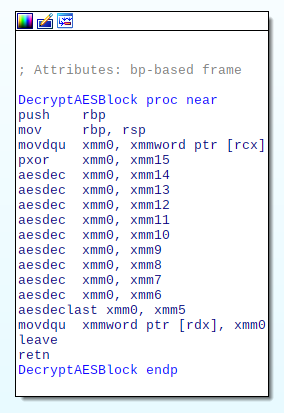 ; Attributes: bp-based frame
DecryptAESBlock proc near
push    rbp
mov     rbp, rsp
movdqu  xmm0, xmmword ptr [rcx]
pxor    xmm0, xmm15
aesdec  xmm0, xmm14
aesdec  xmm0, xmm13
aesdec  xmm0, xmm12
aesdec  xmm0, xmm11
aesdec  xmm0, xmm10
aesdec  xmm0, xmm9
aesdec  xmm0, xmm8
aesdec  xmm0, xmm7
aesdec  xmm0, xmm6
aesdeclast xmm0, xmm5
movdqu  xmmword ptr [rdx], xmm0
leave
retn
DecryptAESBlock endp